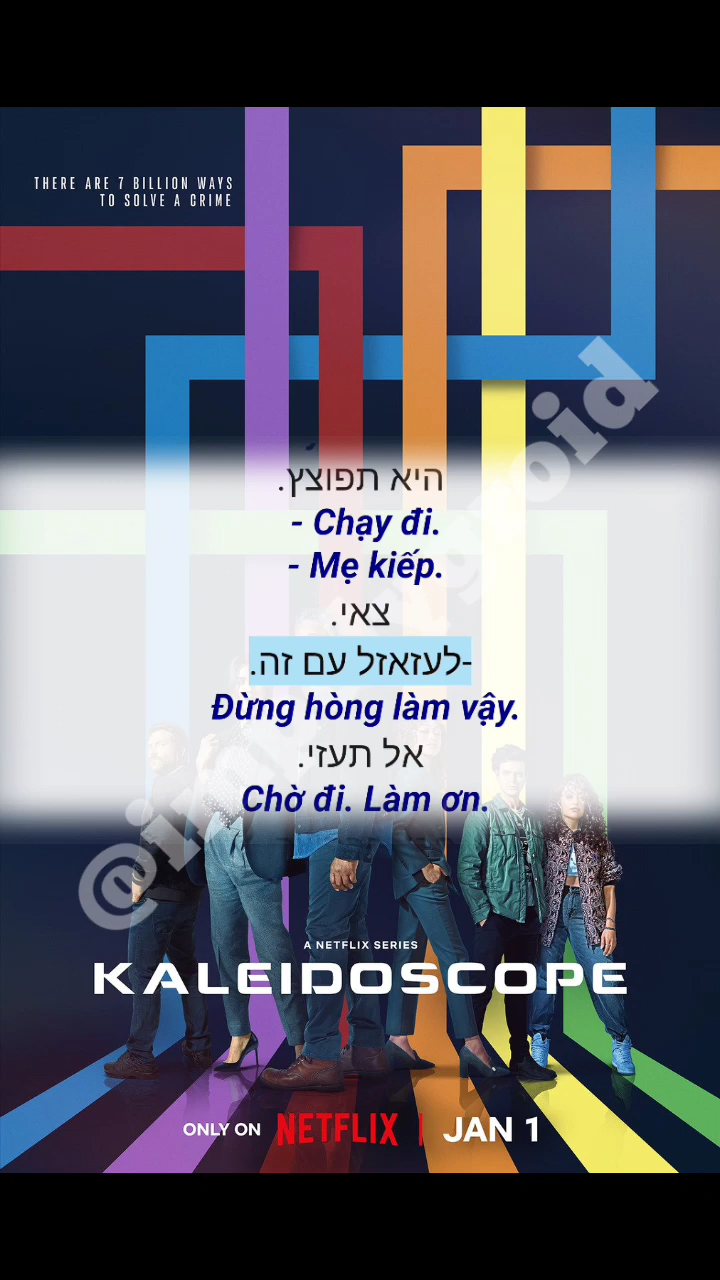 THERE ARE 7 BILLION WAYS
TO SOLVE A CRIME
היא תפוצץ.
- Chạy đi.
- Mẹ kiếp.
צאי.
-לעזאזל עם זה.
Đừng hòng làm vậy.
אל תעזי.
Chờ đi. Làm ơn.
A NETFLIX SERIES
KALEIDOSCOPE
ONLY ON NETFLIX | JAN 1